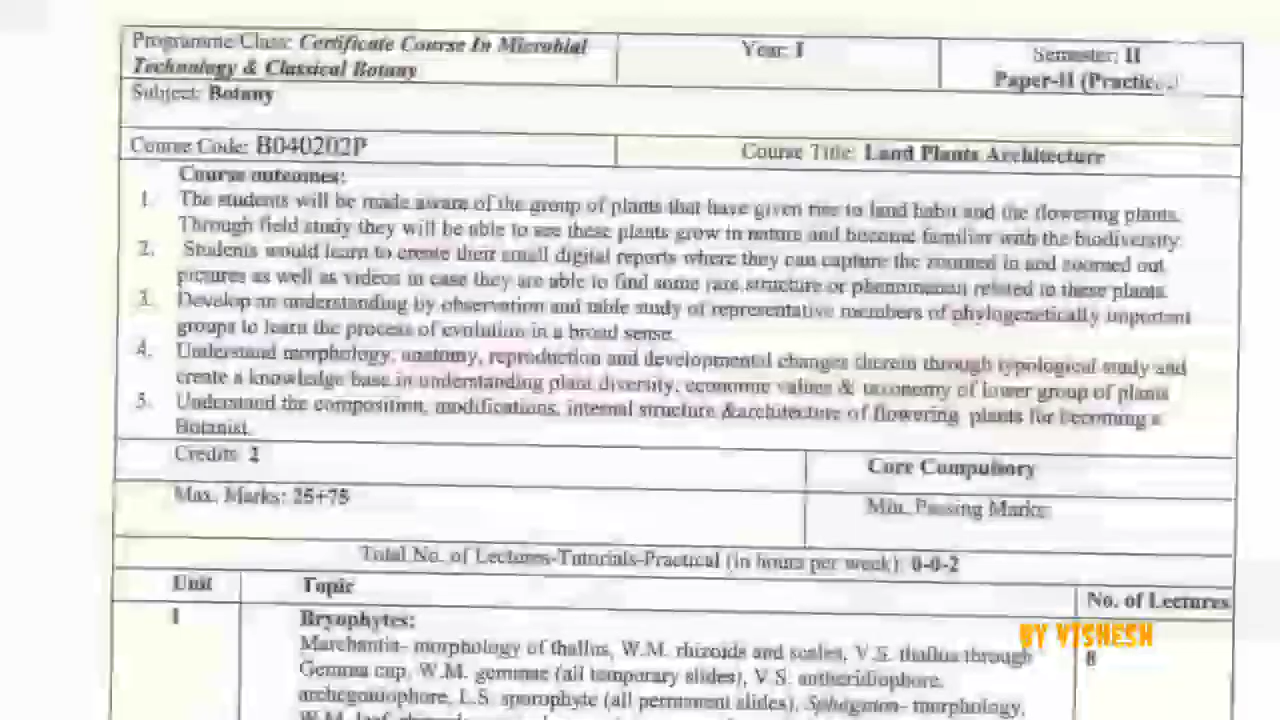 Programme/Class: Certificate Course In Microbial
Technology & Classical Botany
Year: I
Semester: II
Paper-II (Practical)
Subject: Botany
Course Code: B040202P
Course Title: Land Plants Architecture
Course outcomes:
1. The students will be made aware of the group of plants that have given rise to land habit and the flowering plants.
Through field study they will be able to see these plants grow in nature and become familiar with the biodiversity.
2. Students would learn to create their small digital reports where they can capture the zoomed in and zoomed out
pictures as well as videos in case they are able to find some rare structure or phenomenon related to these plants.
3. Develop an understanding by observation and table study of representative members of phylogenetically important
groups to learn the process of evolution in a broad sense.
4. Understand morphology, anatomy, reproduction and developmental changes therein through typological study and
create a knowledge base in understanding plant diversity, economic values & taxonomy of lower group of plants
5. Understand the composition, modifications, internal structure &architecture of flowering plants for becoming a
Botanist.
Credits: 2
Core Compulsory
Max. Marks: 25+75
Min. Passing Marks:
Total No. of Lectures-Tutorials-Practical (in hours per week): 0-0-2
Unit
Topic
No. of Lectures
I
Bryophytes:
BY VISHESH
Marchantia- morphology of thallus, W.M. rhizoids and scales, V.S. thallus through
8
Gemma cup, W.M. gemmae (all temporary slides), V.S. antheridiophore,
archegoniophore, L.S. sporophyte (all permanent slides). Sphagnum- morphology,
W.M. leaf,